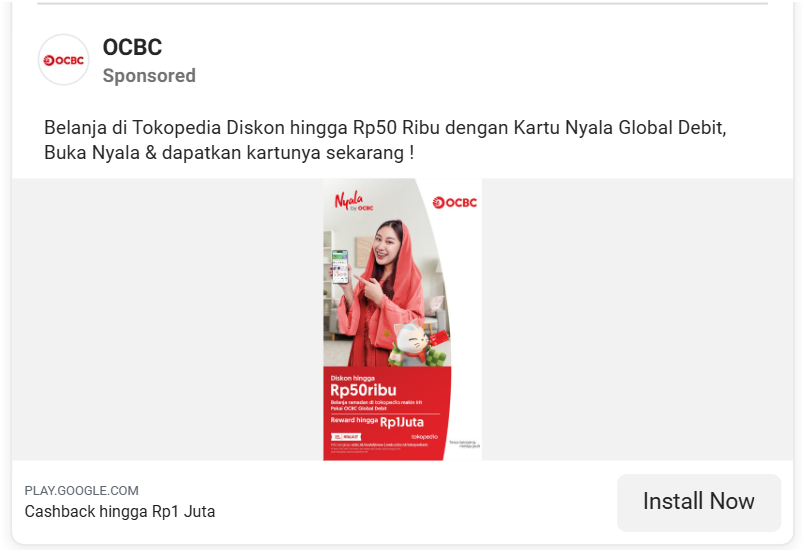 OCBC
OCBC
Sponsored
Belanja di Tokopedia Diskon hingga Rp50 Ribu dengan Kartu Nyala Global Debit,
Buka Nyala & dapatkan kartunya sekarang !
Nyala
by OCBC
OCBC
Diskon hingga
Rp50ribu
Belanja ramadan di tokopedia makin irit
Pakai OCBC Global Debit
Reward hingga Rp1Juta
tokopedia
PLAY.GOOGLE.COM
Cashback hingga Rp1 Juta
Install Now